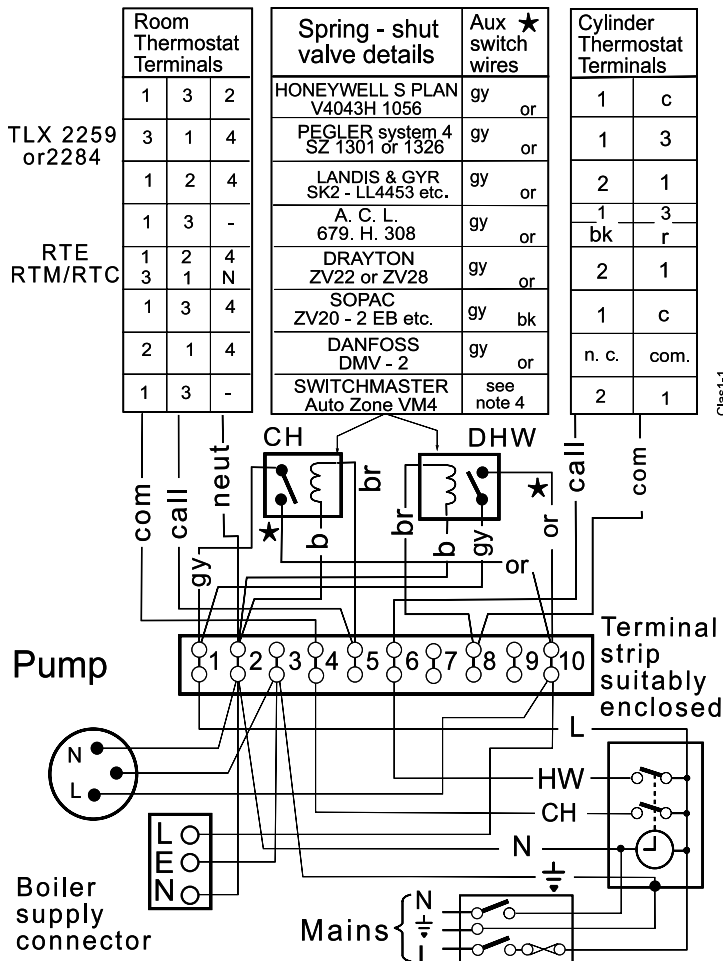 Room
Thermostat
Terminals
Spring - shut
valve details
Aux ★
switch
wires
Cylinder
Thermostat
Terminals
1 3 2
HONEYWELL S PLAN
V4043H 1056
gy or
1 c
TLX 2259
or2284
3 1 4
PEGLER system 4
SZ 1301 or 1326
gy or
1 3
1 2 4
LANDIS & GYR
SK2 - LL4453 etc.
gy or
2 1
1 3 -
A. C. L.
679. H. 308
gy or
1 3
bk r
RTE
RTM/RTC
1 2 4
3 1 N
DRAYTON
ZV22 or ZV28
gy or
2 1
1 3 4
SOPAC
ZV20 - 2 EB etc.
gy bk
1 c
2 1 4
DANFOSS
DMV - 2
gy or
n. c. com.
1 3 -
SWITCHMASTER
Auto Zone VM4
see
note 4
2 1
Clas1-1
CH
DHW
com
call
neut
gy
★
b
br
br
b
gy
★
or
or
call
com
1 2 3 4 5 6 7 8 9 10
Terminal
strip
suitably
enclosed
Pump
N
L
L
HW
CH
N
L
E
N
Boiler
supply
connector
Mains
N
L